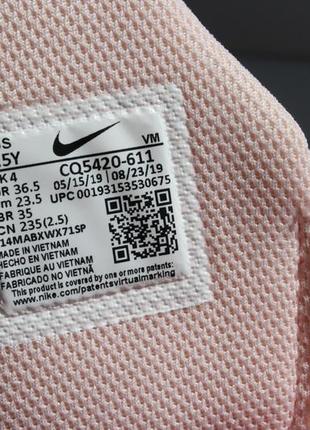 VM
.5Y
CQ5420-611
K4
05/15/19 08/23/19
R 36.5
UPC 00193153530675
m 23.5
BR 35
CN 235(2.5)
14MABXWX71SP
MADE IN VIETNAM
HECHO EN VIETNAM
FABRIQUÉ AU VIETNAM
FABRICADO NO VIETNÃ
This product is covered by one or more patents:
www.nike.com/patentsvirtualmarking